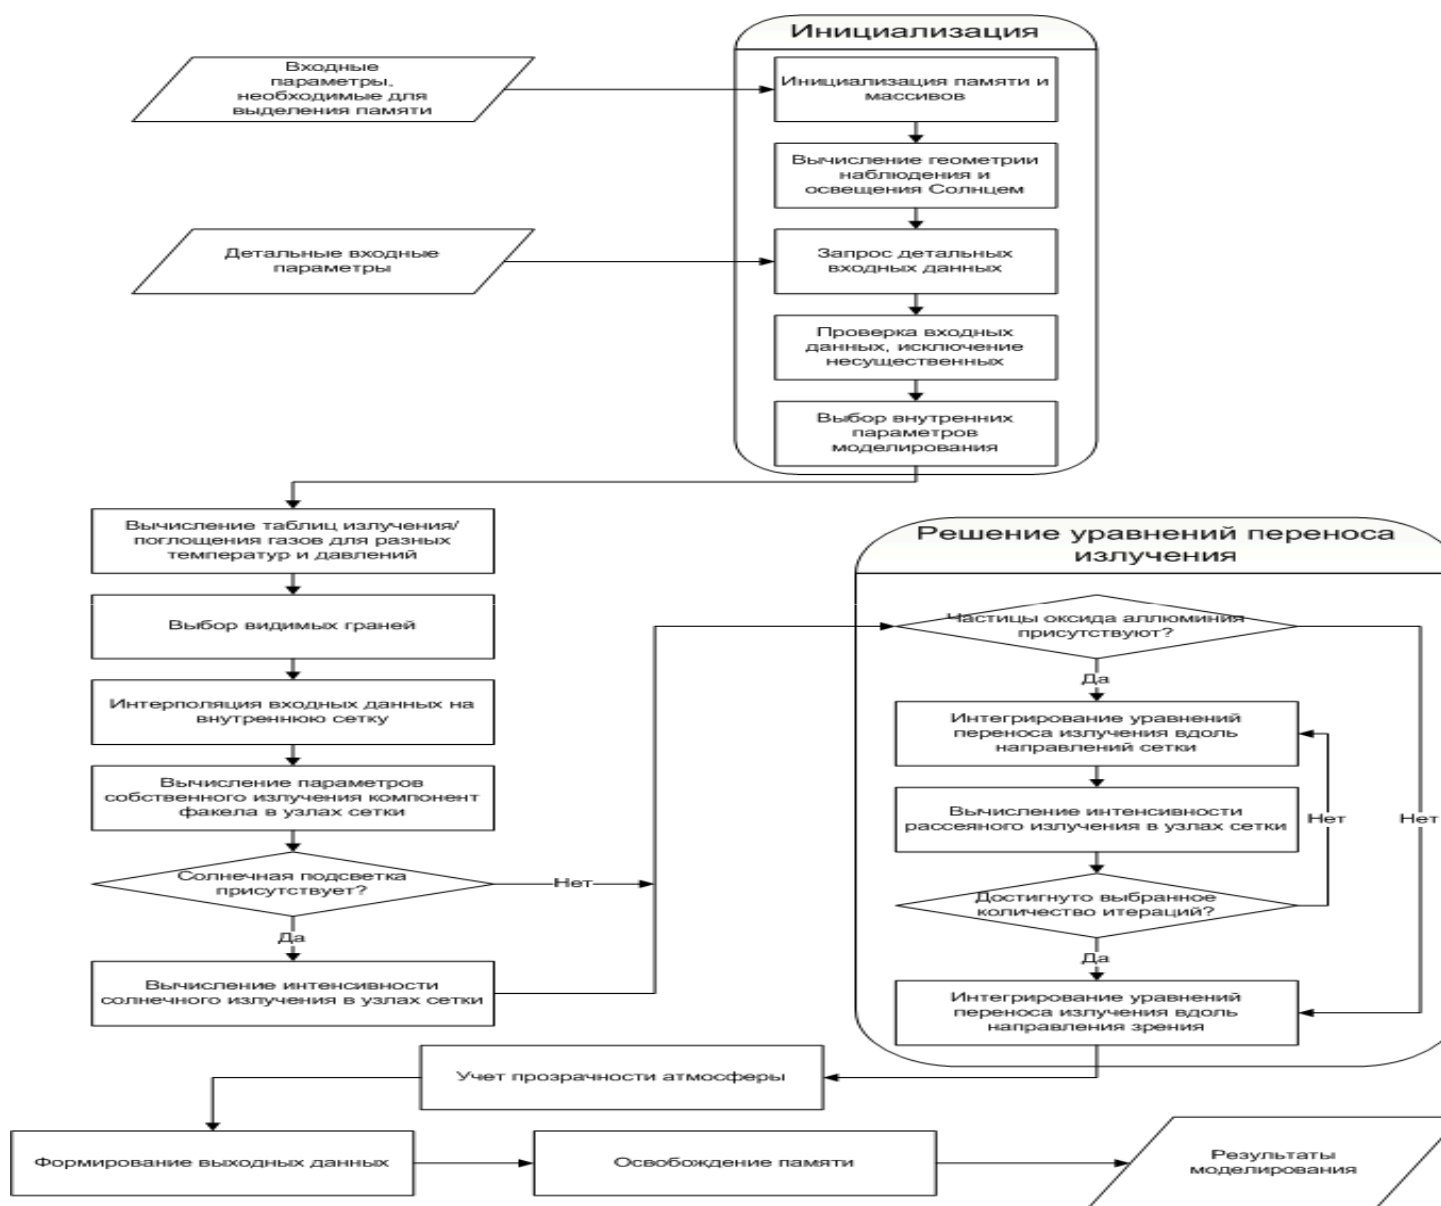 Инициализация
Входные
параметры,
необходимые для
выделения памяти
Инициализация памяти и
массивов
Вычисление геометрии
наблюдения и
освещения Солнцем
Детальные входные
параметры
Запрос детальных
входных данных
Проверка входных
данных, исключение
несущественных
Выбор внутренних
параметров
моделирования
Вычисление таблиц излучения/
поглощения газов для разных
температур и давлений
Выбор видимых граней
Интерполяция входных данных на
внутреннюю сетку
Вычисление параметров
собственного излучения компонент
факела в узлах сетки
Солнечная подсветка
присутствует?
Нет
Да
Вычисление интенсивности
солнечного излучения в узлах сетки
Решение уравнений переноса
излучения
Частицы оксида аллюминия
присутствуют?
Да
Интегрирование уравнений
переноса излучения вдоль
направлений сетки
Вычисление интенсивности
рассеяного излучения в узлах сетки
Нет
Нет
Достигнуто выбранное
количество итераций?
Да
Интегрирование уравнений
переноса излучения вдоль
направления зрения
Учет прозрачности атмосферы
Формирование выходных данных
Освобождение памяти
Результаты
моделирования